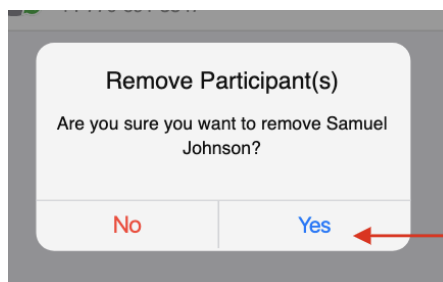 Remove Participant(s)
Are you sure you want to remove Samuel
Johnson?
No
Yes